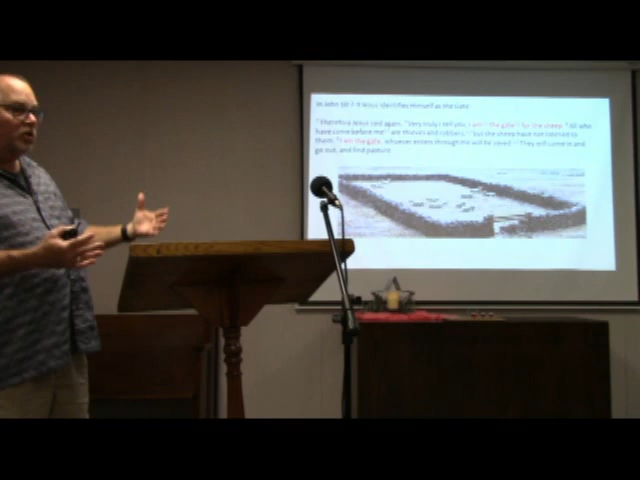 In John 10:7-9 Jesus identifies Himself as the Gate
7 Therefore Jesus said again, "Very truly I tell you, I am the gate for the sheep. 8 All who
have come before me are thieves and robbers, but the sheep have not listened to
them. 9 I am the gate; whoever enters through me will be saved. They will come in and
go out, and find pasture.